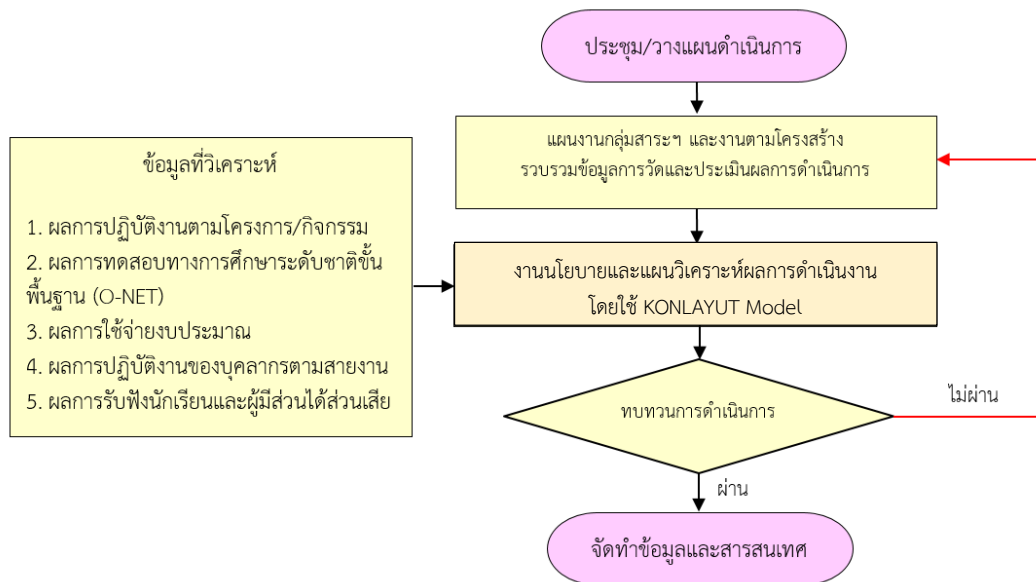 ประชุม/วางแผนดำเนินการ
แผนงานกลุ่มสาระฯ และงานตามโครงสร้าง
รวบรวมข้อมูลการวัดและประเมินผลการดำเนินการ
ข้อมูลที่วิเคราะห์
1. ผลการปฏิบัติงานตามโครงการ/กิจกรรม
2. ผลการทดสอบทางการศึกษาระดับชาติขั้น
พื้นฐาน (O-NET)
3. ผลการใช้จ่ายงบประมาณ
4. ผลการปฏิบัติงานของบุคลากรตามสายงาน
5. ผลการรับฟังนักเรียนและผู้มีส่วนได้ส่วนเสีย
งานนโยบายและแผนวิเคราะห์ผลการดำเนินงาน
โดยใช้ KONLAYUT Model
ทบทวนการดำเนินการ
ไม่ผ่าน
ผ่าน
จัดทำข้อมูลและสารสนเทศ